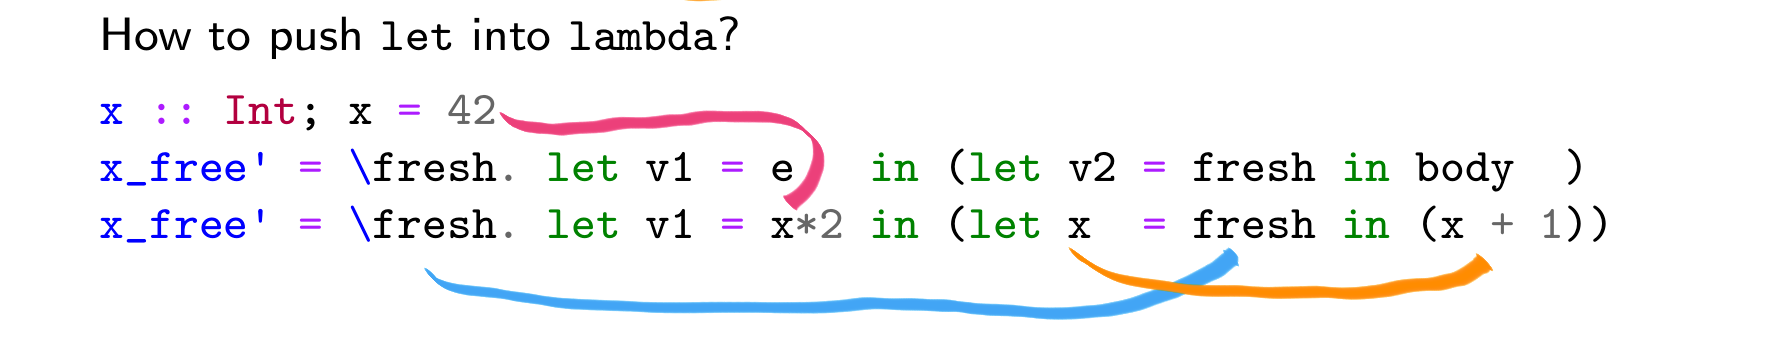 How to push let into lambda?
x :: Int; x = 42
x_free' = \fresh. let v1 = e   in (let v2 = fresh in body  )
x_free' = \fresh. let v1 = x*2 in (let x  = fresh in (x + 1))